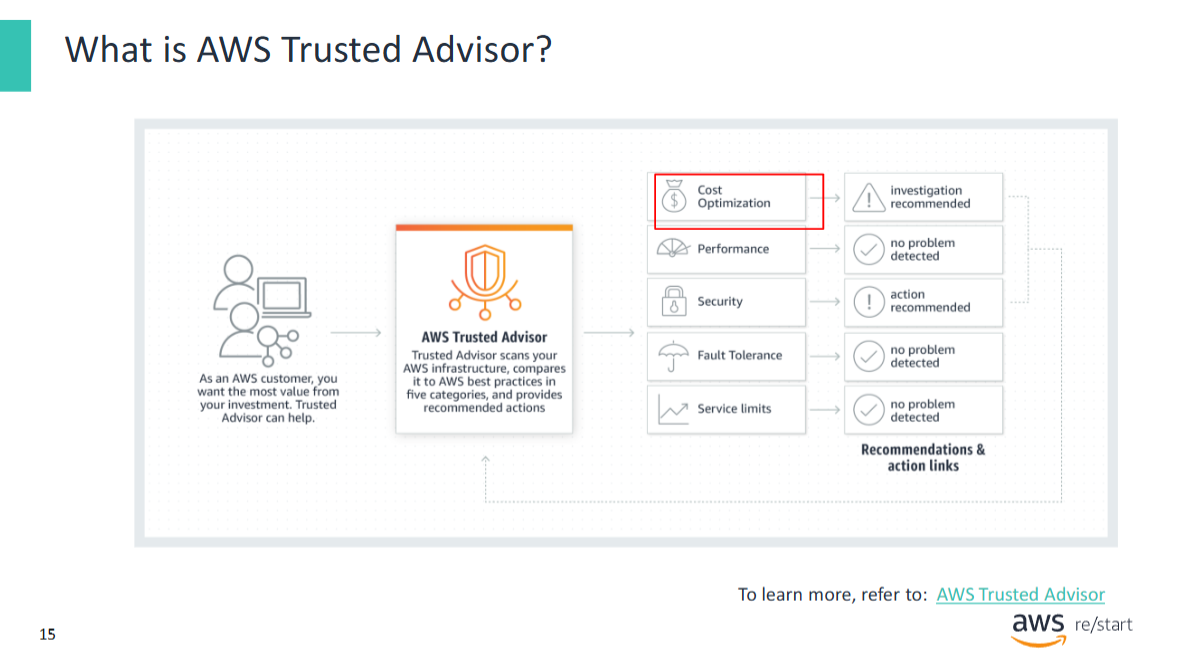 What is AWS Trusted Advisor?
As an AWS customer, you
want the most value from
your investment. Trusted
Advisor can help.
AWS Trusted Advisor
Trusted Advisor scans your
AWS infrastructure, compares
it to AWS best practices in
five categories, and provides
recommended actions
$ Cost
Optimization
! investigation
recommended
Performance
no problem
detected
Security
! action
recommended
Fault Tolerance
no problem
detected
Service limits
no problem
detected
Recommendations &
action links
To learn more, refer to: AWS Trusted Advisor
15
aws re/start